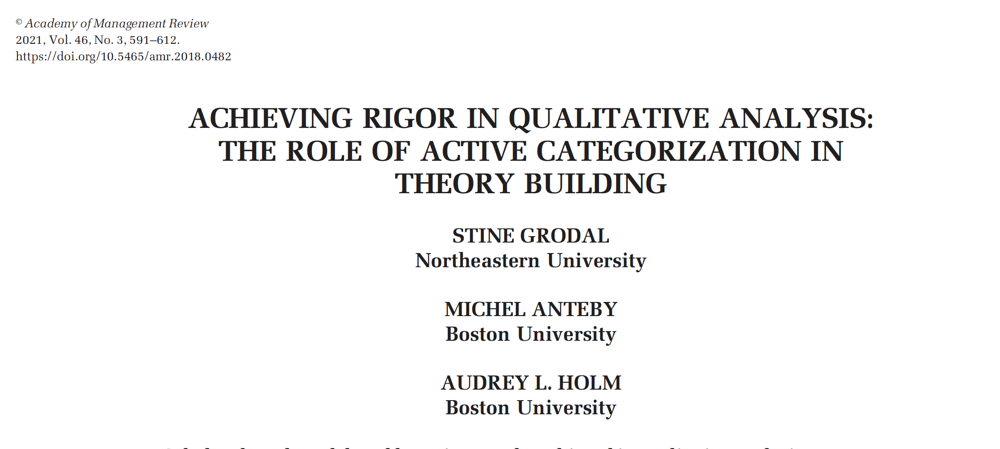 © Academy of Management Review
2021, Vol. 46, No. 3, 591–612.
https://doi.org/10.5465/amr.2018.0482
ACHIEVING RIGOR IN QUALITATIVE ANALYSIS:
THE ROLE OF ACTIVE CATEGORIZATION IN
THEORY BUILDING
STINE GRODAL
Northeastern University
MICHEL ANTEBY
Boston University
AUDREY L. HOLM
Boston University